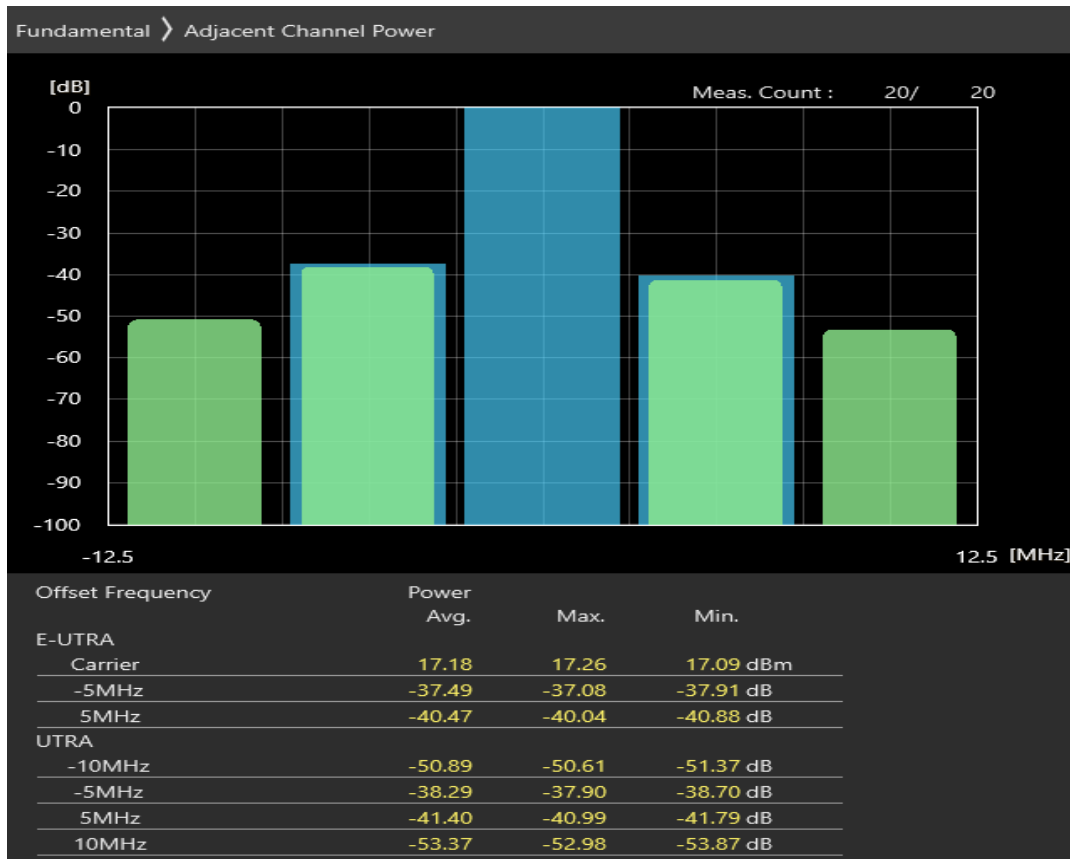 Fundamental ❯ Adjacent Channel Power
[dB]
Meas. Count : 20/ 20
0
-10
-20
-30
-40
-50
-60
-70
-80
-90
-100
-12.5 12.5 [MHz]
Offset Frequency Power
Avg. Max. Min.
E-UTRA
Carrier 17.18 17.26 17.09 dBm
-5MHz -37.49 -37.08 -37.91 dB
5MHz -40.47 -40.04 -40.88 dB
UTRA
-10MHz -50.89 -50.61 -51.37 dB
-5MHz -38.29 -37.90 -38.70 dB
5MHz -41.40 -40.99 -41.79 dB
10MHz -53.37 -52.98 -53.87 dB